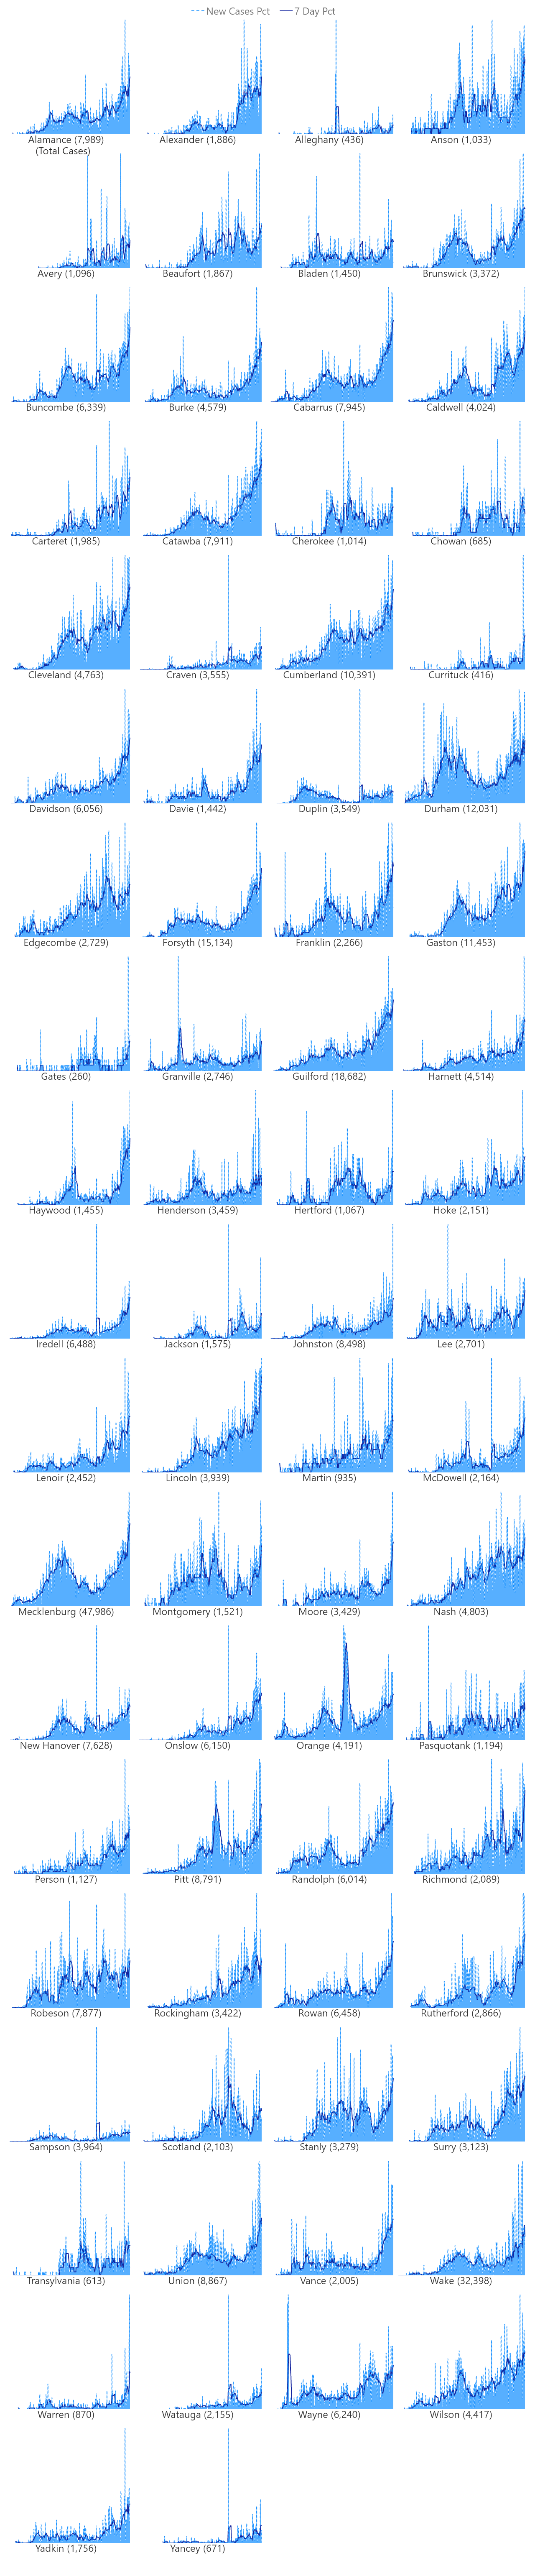 New Cases Pct 7 Day Pct
Alamance (7,989) Alexander (1,886) Alleghany (436) Anson (1,033)
(Total Cases)
Avery (1,096) Beaufort (1,867) Bladen (1,450) Brunswick (3,372)
Buncombe (6,339) Burke (4,579) Cabarrus (7,945) Caldwell (4,024)
Carteret (1,985) Catawba (7,911) Cherokee (1,014) Chowan (685)
Cleveland (4,763) Craven (3,555) Cumberland (10,391) Currituck (416)
Davidson (6,056) Davie (1,442) Duplin (3,549) Durham (12,031)
Edgecombe (2,729) Forsyth (15,134) Franklin (2,266) Gaston (11,453)
Gates (260) Granville (2,746) Guilford (18,682) Harnett (4,514)
Haywood (1,455) Henderson (3,459) Hertford (1,067) Hoke (2,151)
Iredell (6,488) Jackson (1,575) Johnston (8,498) Lee (2,701)
Lenoir (2,452) Lincoln (3,939) Martin (935) McDowell (2,164)
Mecklenburg (47,986) Montgomery (1,521) Moore (3,429) Nash (4,803)
New Hanover (7,628) Onslow (6,150) Orange (4,191) Pasquotank (1,194)
Person (1,127) Pitt (8,791) Randolph (6,014) Richmond (2,089)
Robeson (7,877) Rockingham (3,422) Rowan (6,458) Rutherford (2,866)
Sampson (3,964) Scotland (2,103) Stanly (3,279) Surry (3,123)
Transylvania (613) Union (8,867) Vance (2,005) Wake (32,398)
Warren (870) Watauga (2,155) Wayne (6,240) Wilson (4,417)
Yadkin (1,756) Yancey (671)